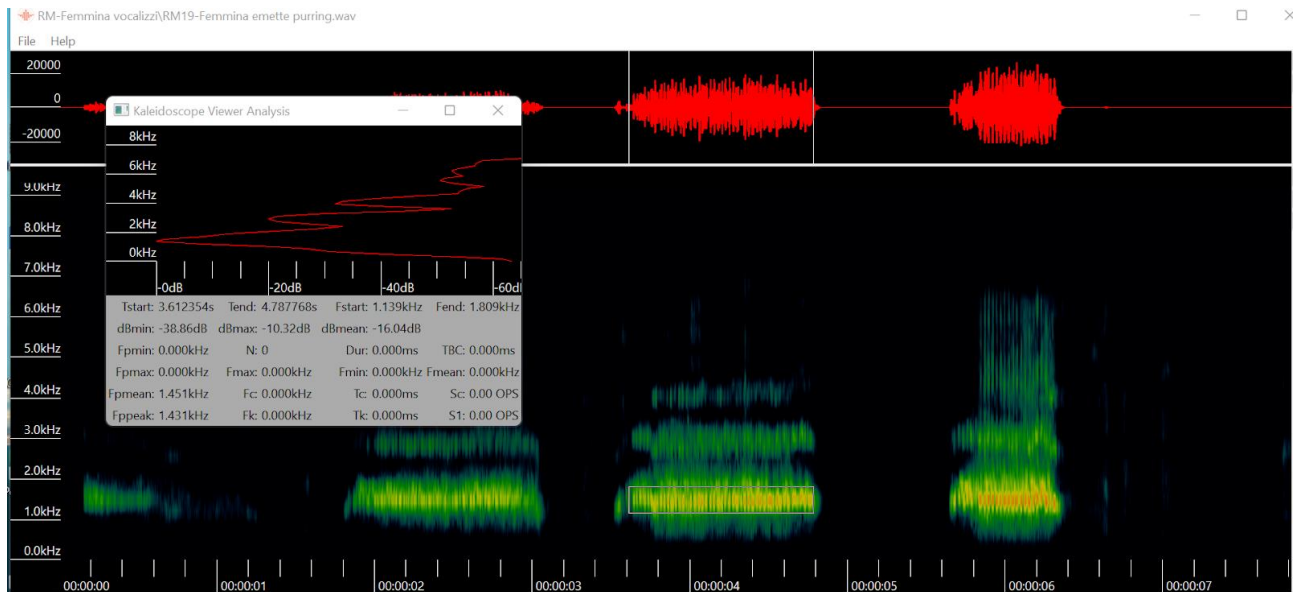 RM-Femmina vocalizzi\RM19-Femmina emette purring.wav
File Help
20000
0
-20000
Kaleidoscope Viewer Analysis
8kHz
6kHz
4kHz
2kHz
0kHz
-0dB -20dB -40dB -60d
Tstart: 3.612354s Tend: 4.787768s Fstart: 1.139kHz Fend: 1.809kHz
dBmin: -38.86dB dBmax: -10.32dB dBmean: -16.04dB
Fpmin: 0.000kHz N: 0 Dur: 0.000ms TBC: 0.000ms
Fpmax: 0.000kHz Fmax: 0.000kHz Fmin: 0.000kHz Fmean: 0.000kHz
Fpmean: 1.451kHz Fc: 0.000kHz Tc: 0.000ms Sc: 0.00 OPS
Fppeak: 1.431kHz Fk: 0.000kHz Tk: 0.000ms S1: 0.00 OPS
9.0kHz
8.0kHz
7.0kHz
6.0kHz
5.0kHz
4.0kHz
3.0kHz
2.0kHz
1.0kHz
0.0kHz
00:00:00 00:00:01 00:00:02 00:00:03 00:00:04 00:00:05 00:00:06 00:00:07